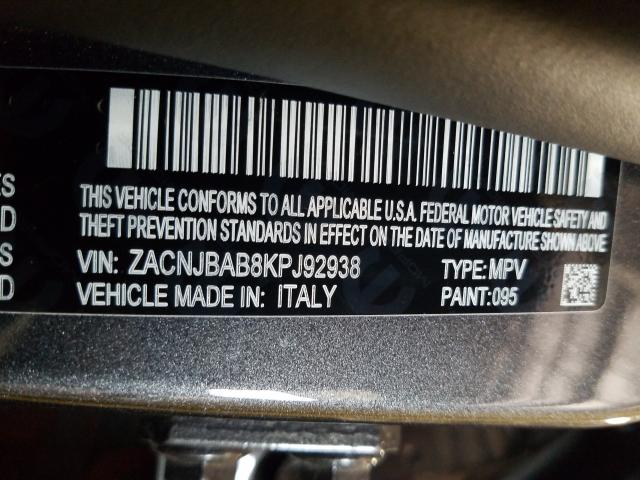 THIS VEHICLE CONFORMS TO ALL APPLICABLE U.S.A. FEDERAL MOTOR VEHICLE SAFETY AND
THEFT PREVENTION STANDARDS IN EFFECT ON THE DATE OF MANUFACTURE SHOWN ABOVE
VIN: ZACNJBAB8KPJ92938 TYPE: MPV
VEHICLE MADE IN: ITALY PAINT: 095